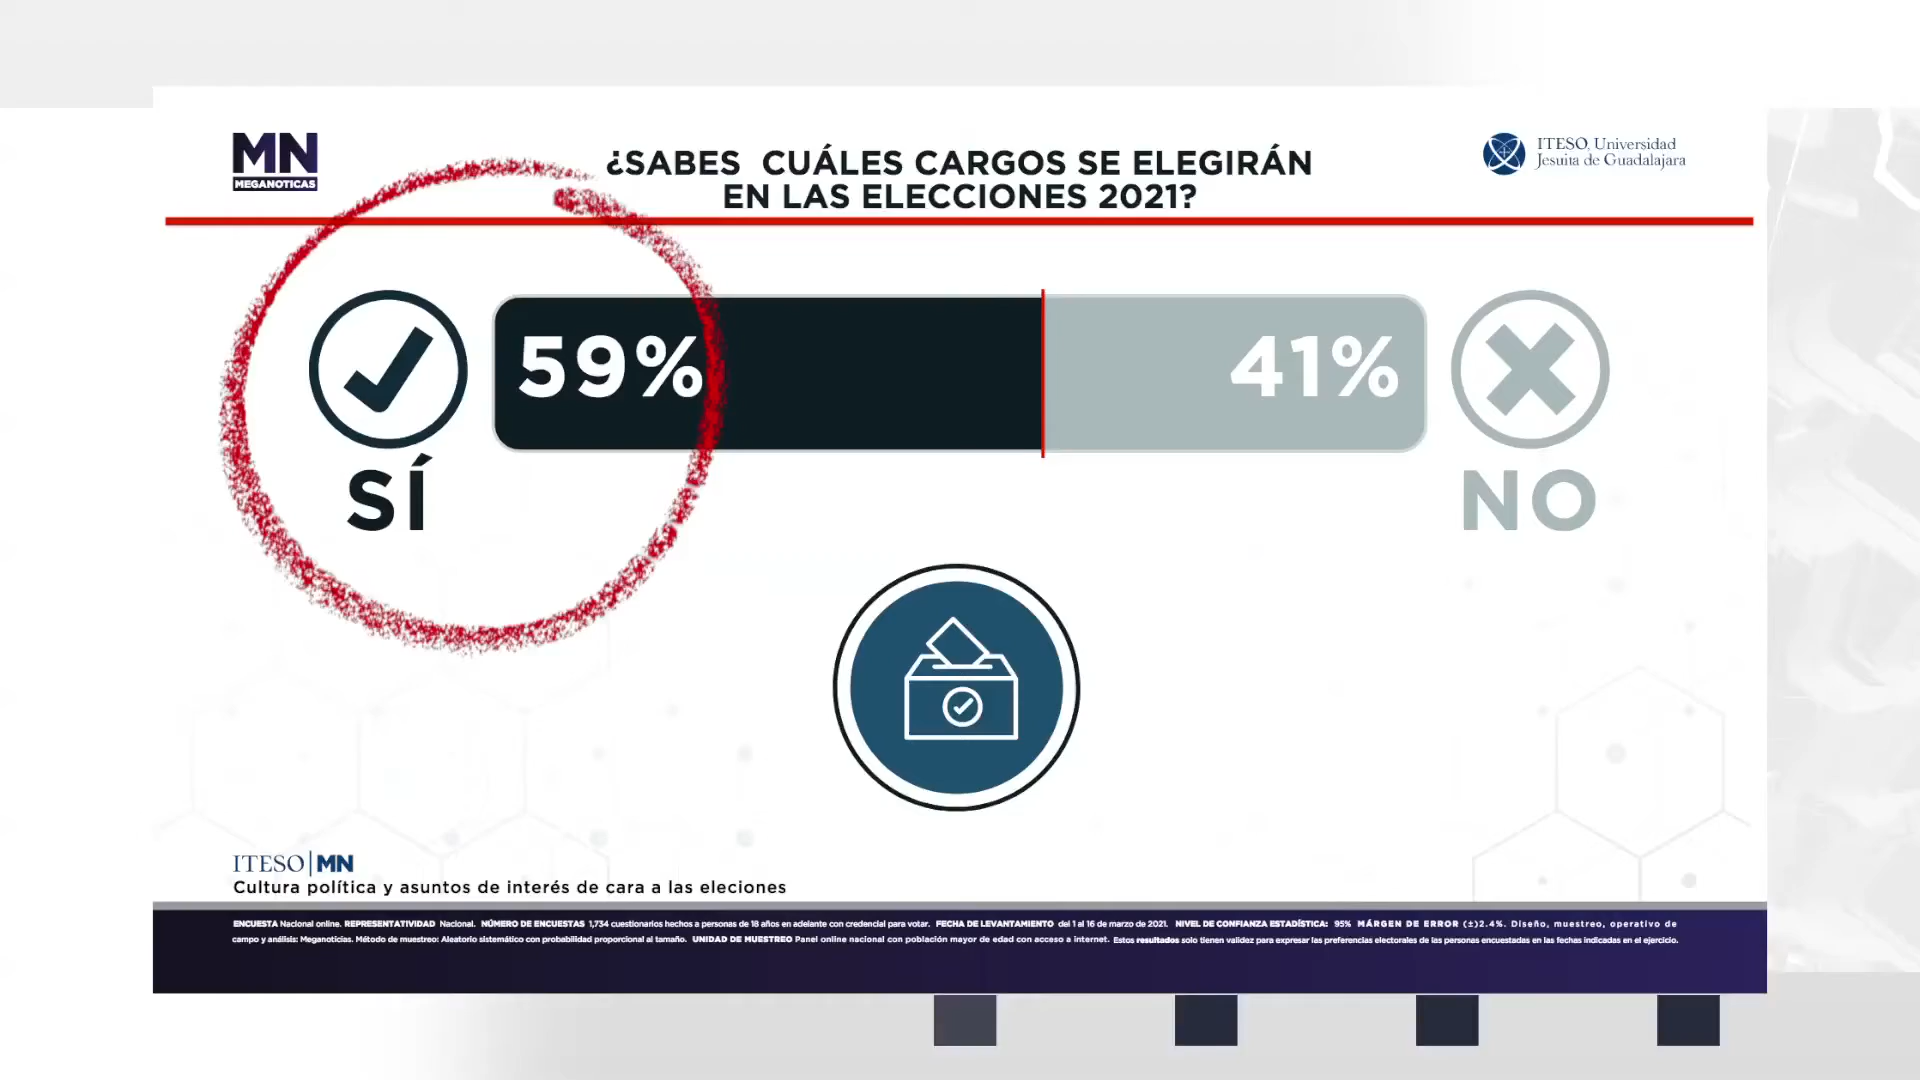 MN
MEGANOTICAS
¿SABES CUÁLES CARGOS SE ELEGIRÁN
EN LAS ELECCIONES 2021?
ITESO, Universidad
Jesuita de Guadalajara
59%
41%
SÍ
NO
ITESO|MN
Cultura política y asuntos de interés de cara a las eleciones
ENCUESTA Nacional online. REPRESENTATIVIDAD Nacional. NÚMERO DE ENCUESTAS 1,734 cuestionarios hechos a personas de 18 años en adelante con credencial para votar. FECHA DE LEVANTAMIENTO del 1 al 16 de marzo de 2021. NIVEL DE CONFIANZA ESTADÍSTICA: 95% MÁRGEN DE ERROR (±)2.4%. Diseño, muestreo, operativo de
campo y análisis: Meganoticias. Método de muestreo: Aleatorio sistemático con probabilidad proporcional al tamaño. UNIDAD DE MUESTREO Panel online nacional con población mayor de edad con acceso a internet. Estos resultados solo tienen validez para expresar las preferencias electorales de las personas encuestadas en las fechas indicadas en el ejercicio.